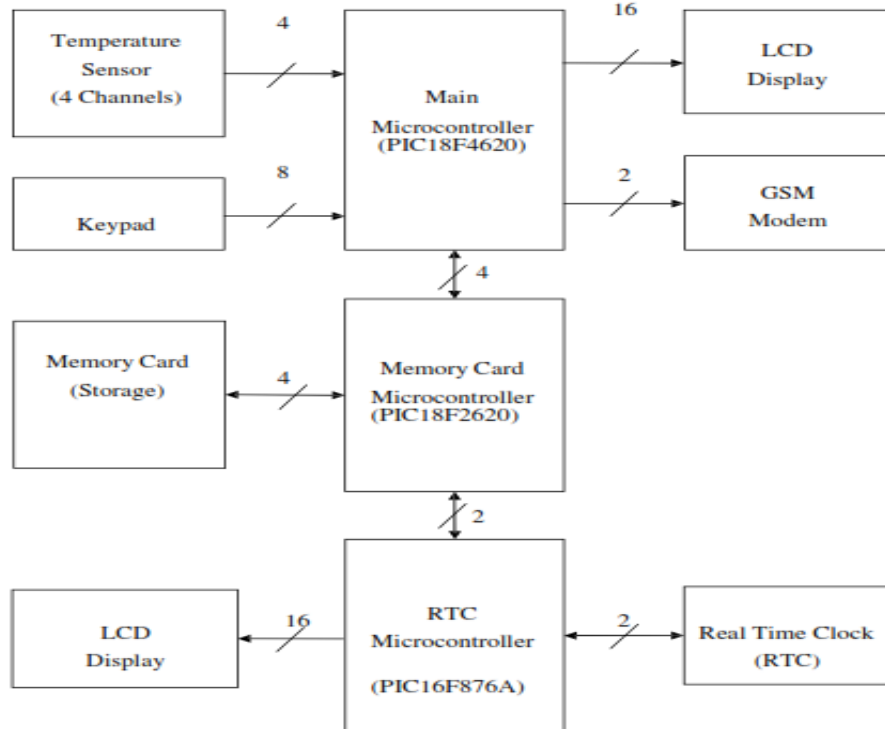 Temperature
Sensor
(4 Channels)
4
Main
Microcontroller
(PIC18F4620)
16
LCD
Display
Keypad
8
2
GSM
Modem
4
Memory Card
(Storage)
4
Memory Card
Microcontroller
(PIC18F2620)
2
LCD
Display
16
RTC
Microcontroller
(PIC16F876A)
2
Real Time Clock
(RTC)